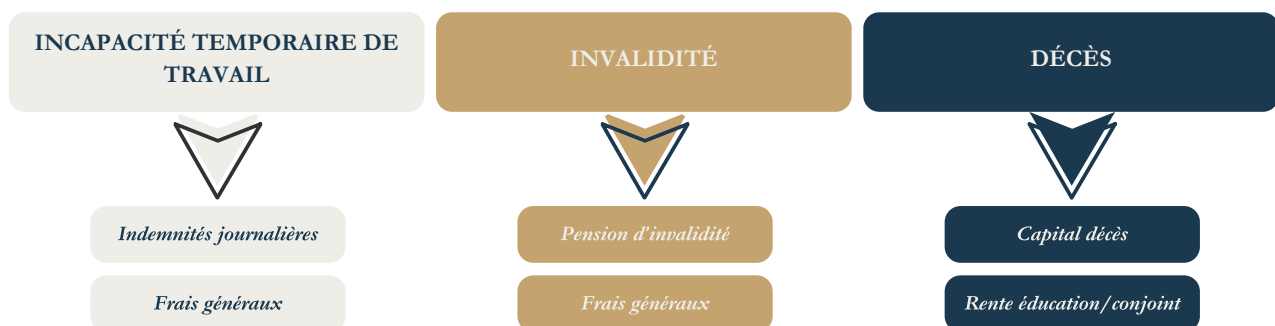 INCAPACITÉ TEMPORAIRE DE
TRAVAIL
INVALIDITÉ
DÉCÈS
Indemnités journalières
Pension d'invalidité
Capital décès
Frais généraux
Frais généraux
Rente éducation/conjoint